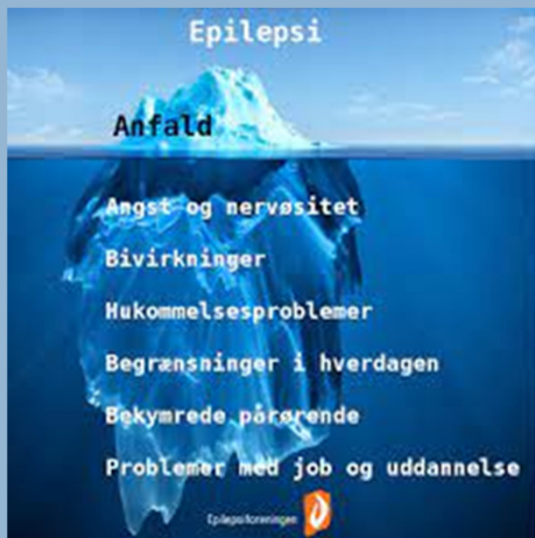 Epilepsi
Anfald
Angst og nervøsitet
Bivirkninger
Hukommelsesproblemer
Begrænsninger i hverdagen
Bekymrede pårørende
Problemer med job og uddannelse
Epilepsiforeningen